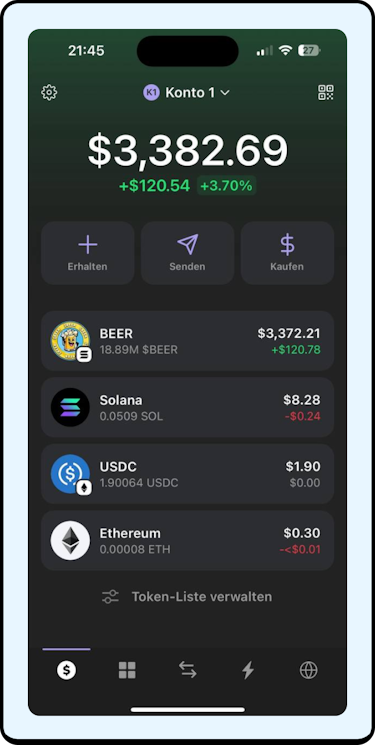 21:45
27
K1 Konto 1
$3,382.69
+$120.54 +3.70%
Erhalten
Senden
Kaufen
BEER
$3,372.21
18.89M $BEER
+$120.78
Solana
$8.28
0.0509 SOL
-$0.24
USDC
$1.90
1.90064 USDC
$0.00
Ethereum
$0.30
0.00008 ETH
-<$0.01
Token-Liste verwalten